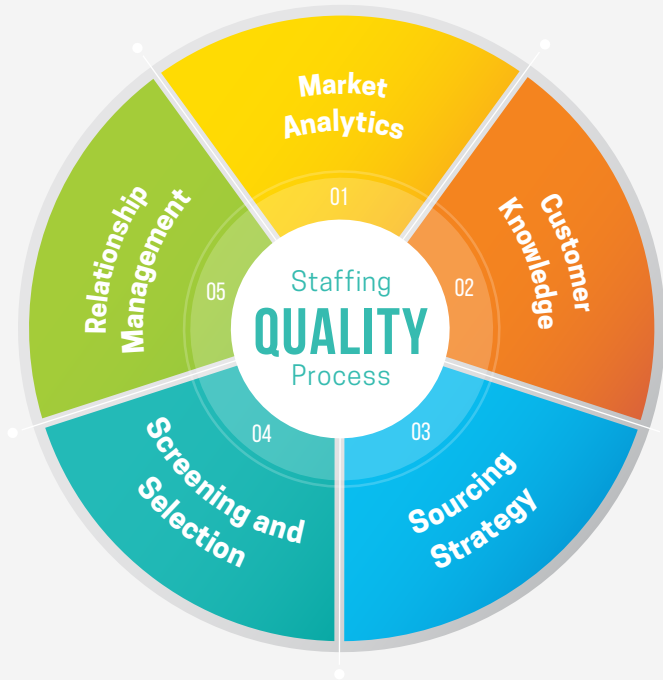 Market
Analytics
01
Customer
Knowledge
02
Sourcing
Strategy
03
Screening and
Selection
04
Relationship
Management
05
Staffing
QUALITY
Process